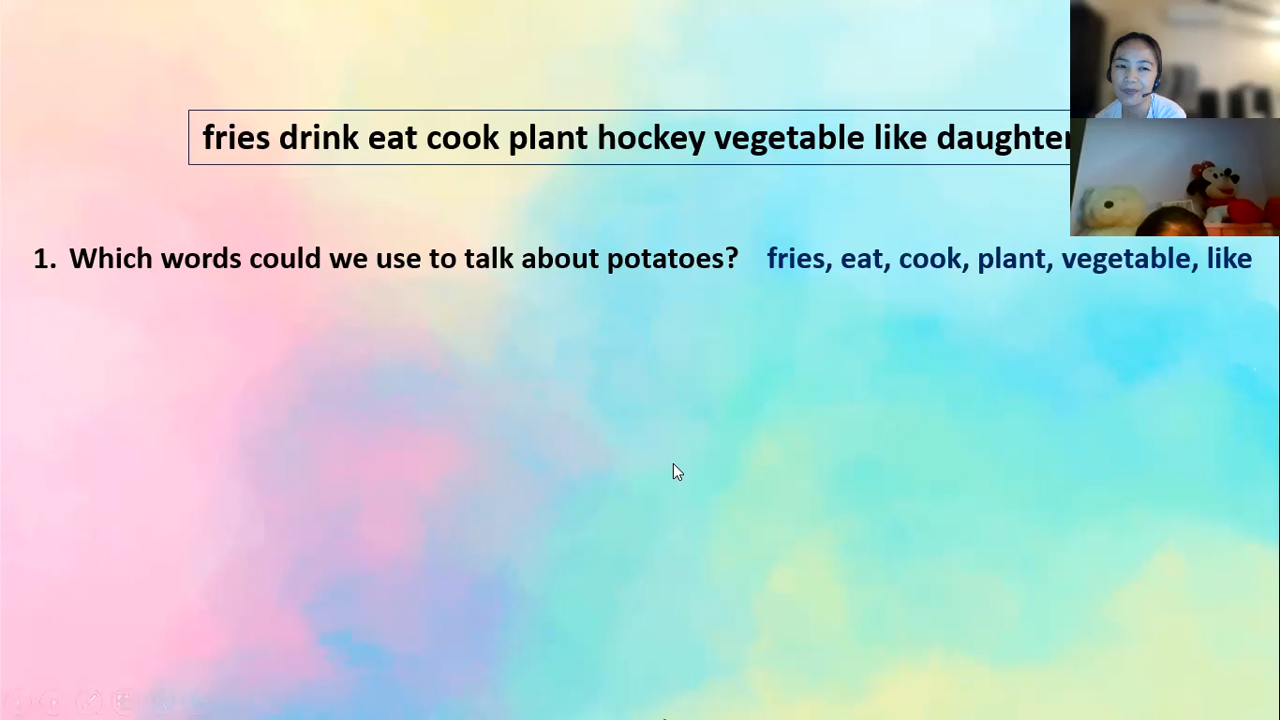 fries drink eat cook plant hockey vegetable like daughter
1. Which words could we use to talk about potatoes? fries, eat, cook, plant, vegetable, like